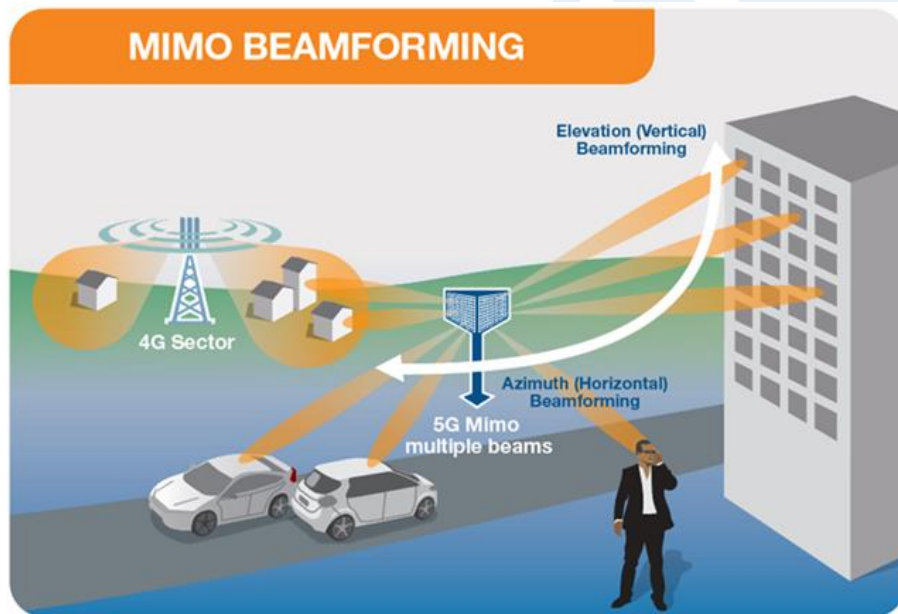 MIMO BEAMFORMING
Elevation (Vertical)
Beamforming
4G Sector
Azimuth (Horizontal)
Beamforming
5G Mimo
multiple beams